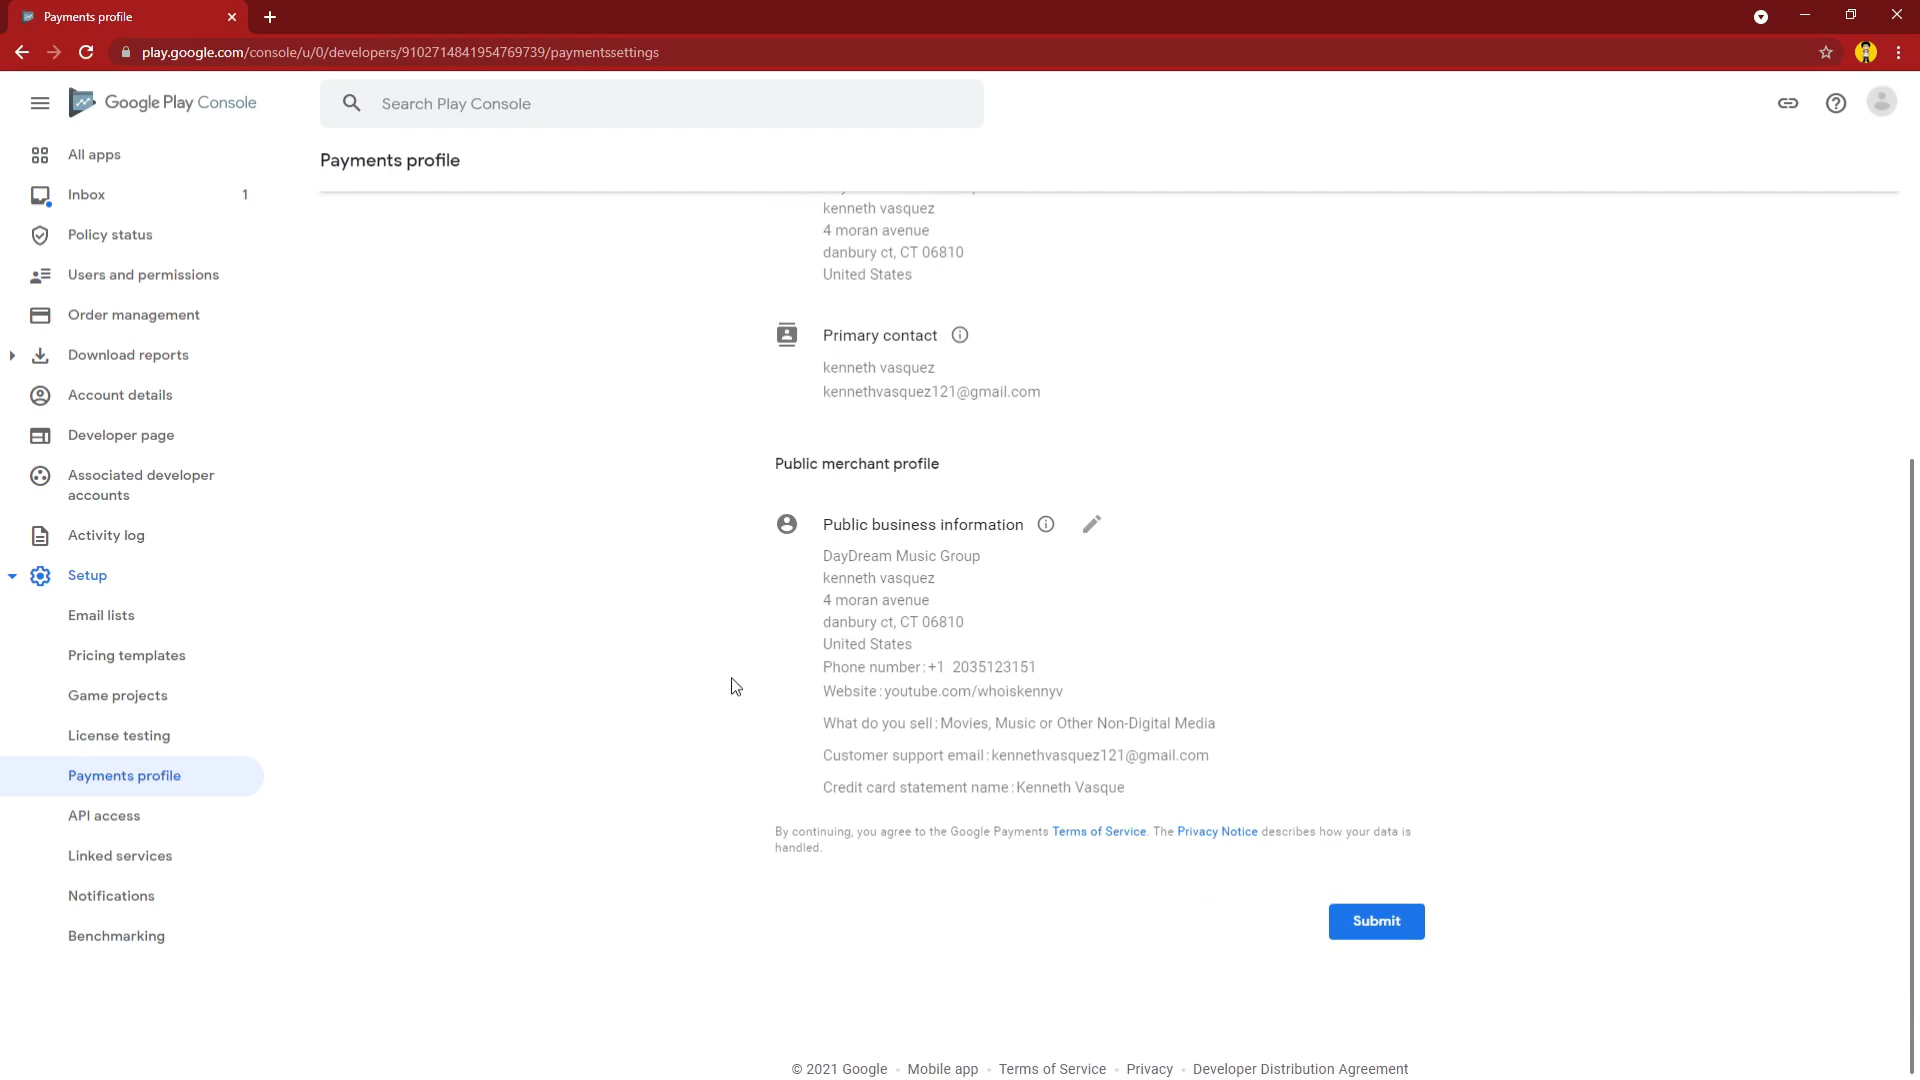 Payments profile
play.google.com/console/u/0/developers/9102714841954769739/paymentssettings
Google Play Console
Search Play Console
All apps
Inbox 1
Policy status
Users and permissions
Order management
Download reports
Account details
Developer page
Associated developer
accounts
Activity log
Setup
Email lists
Pricing templates
Game projects
License testing
Payments profile
API access
Linked services
Notifications
Benchmarking
Payments profile
kenneth vasquez
4 moran avenue
danbury ct, CT 06810
United States
Primary contact
kenneth vasquez
kennethvasquez121@gmail.com
Public merchant profile
Public business information
DayDream Music Group
kenneth vasquez
4 moran avenue
danbury ct, CT 06810
United States
Phone number:+1 2035123151
Website:youtube.com/whoiskennyv
What do you sell:Movies, Music or Other Non-Digital Media
Customer support email:kennethvasquez121@gmail.com
Credit card statement name:Kenneth Vasque
By continuing, you agree to the Google Payments Terms of Service. The Privacy Notice describes how your data is
handled.
Submit
© 2021 Google • Mobile app • Terms of Service • Privacy • Developer Distribution Agreement